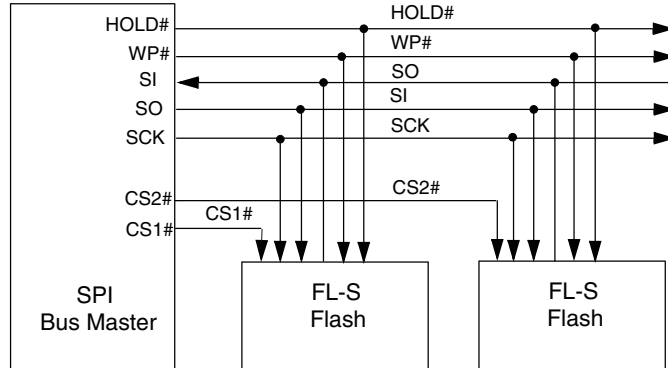 HOLD#
HOLD#
WP#
WP#
SI
SO
SO
SI
SCK
SCK
CS2#
CS2#
CS1#
CS1#
SPI
Bus Master
FL-S
Flash
FL-S
Flash